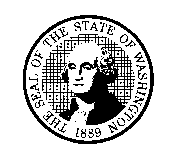 THE SEAL OF THE STATE OF WASHINGTON
1889